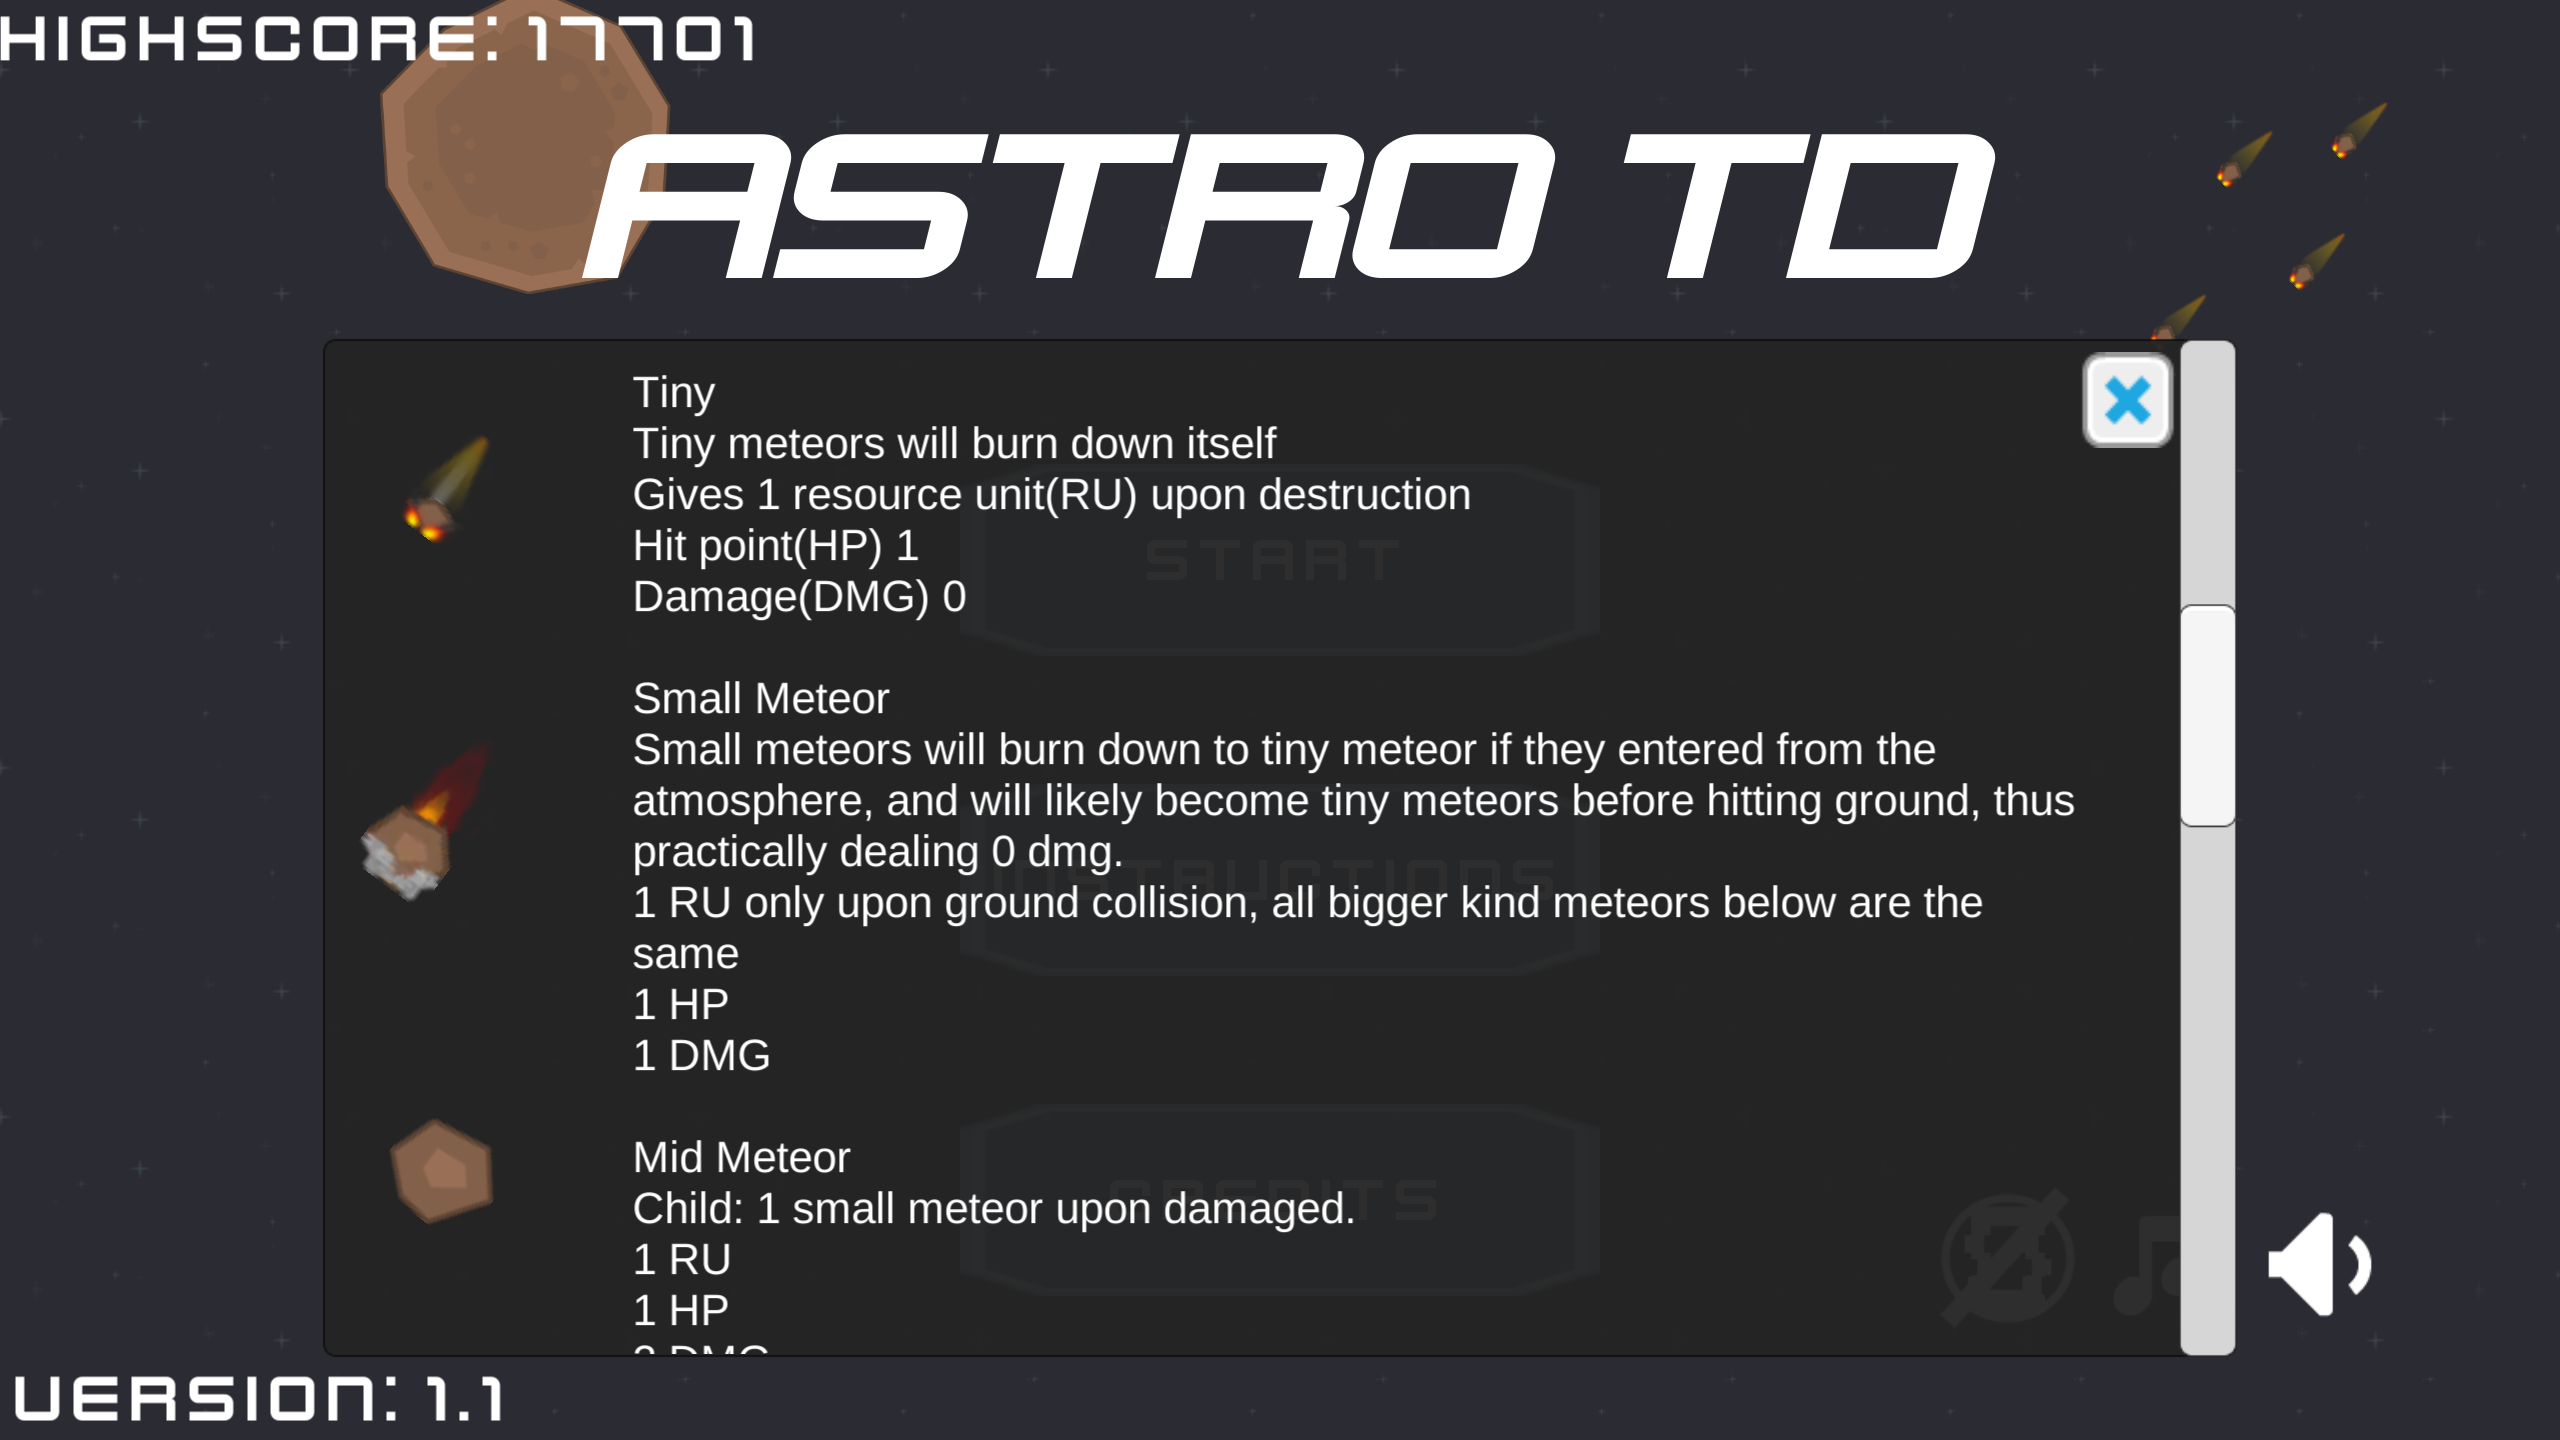 HIGHSCORE: 17701
ASTRO TD
Tiny
Tiny meteors will burn down itself
Gives 1 resource unit(RU) upon destruction
Hit point(HP) 1
START
Damage(DMG) 0
Small Meteor
Small meteors will burn down to tiny meteor if they entered from the
atmosphere, and will likely become tiny meteors before hitting ground, thus
practically dealing 0 dmg.
INSTRUCTIONS
1 RU only upon ground collision, all bigger kind meteors below are the
same
1 HP
1 DMG
Mid Meteor
Child: 1 small meteor upon damaged.
CREDITS
1 RU
1 HP
DMG
VERSION: 1.1